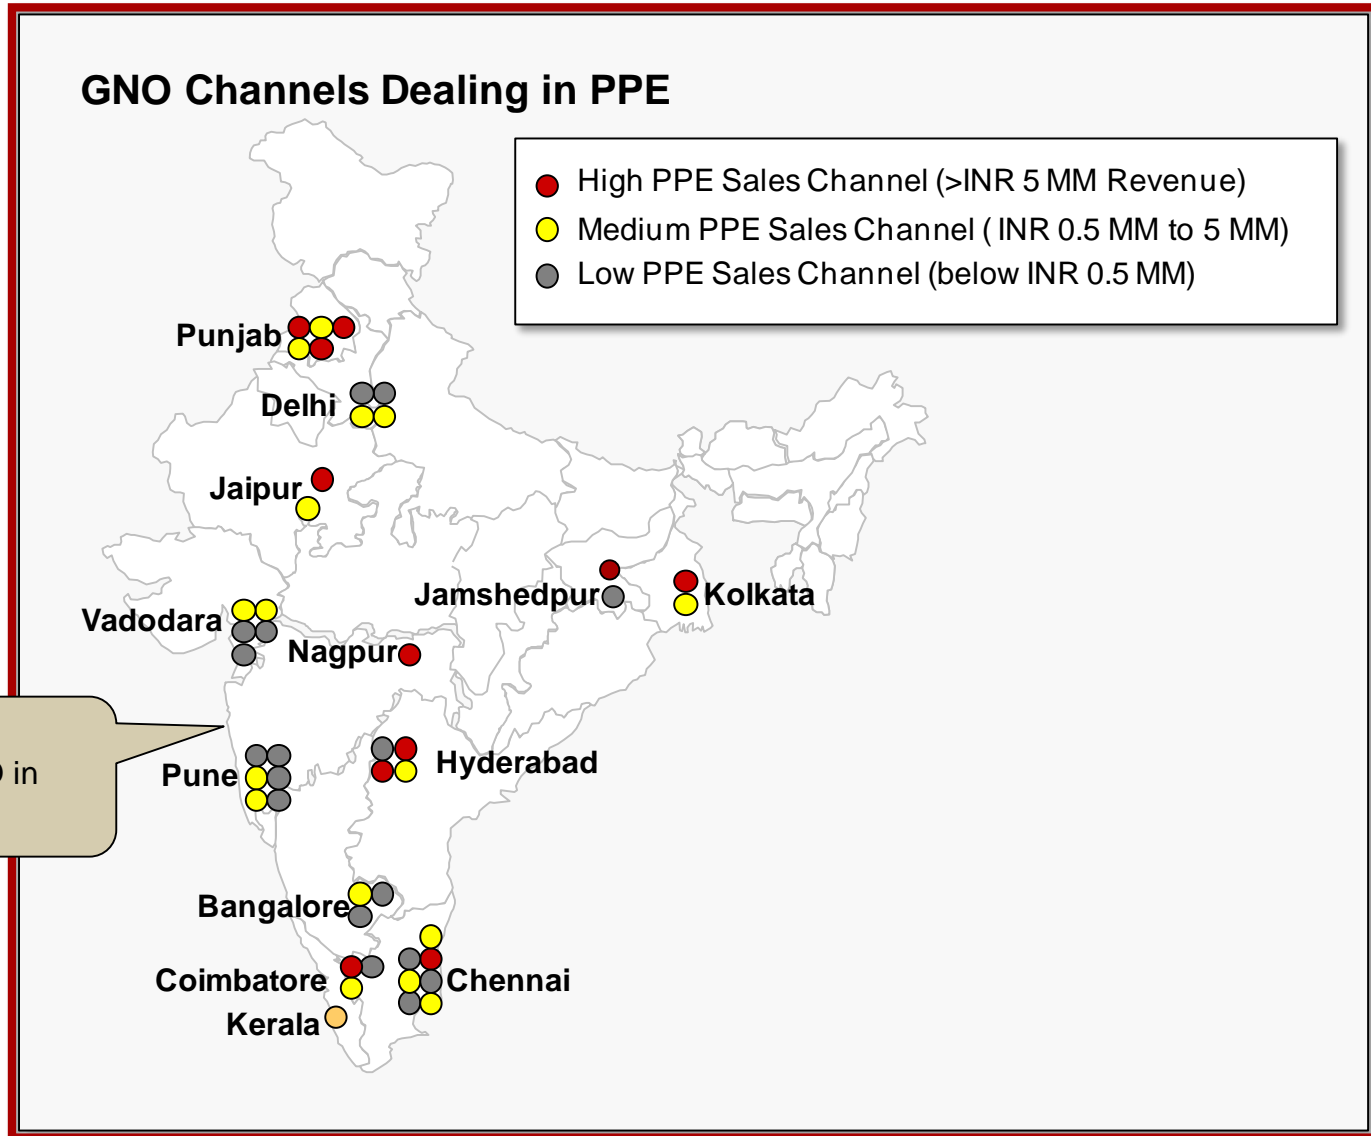 GNO Channels Dealing in PPE
High PPE Sales Channel (>INR 5 MM Revenue)
Medium PPE Sales Channel ( INR 0.5 MM to 5 MM)
Low PPE Sales Channel (below INR 0.5 MM)
Punjab
Delhi
Jaipur
Jamshedpur
Kolkata
Vadodara
Nagpur
in
Pune
Hyderabad
Bangalore
Coimbatore
Chennai
Kerala